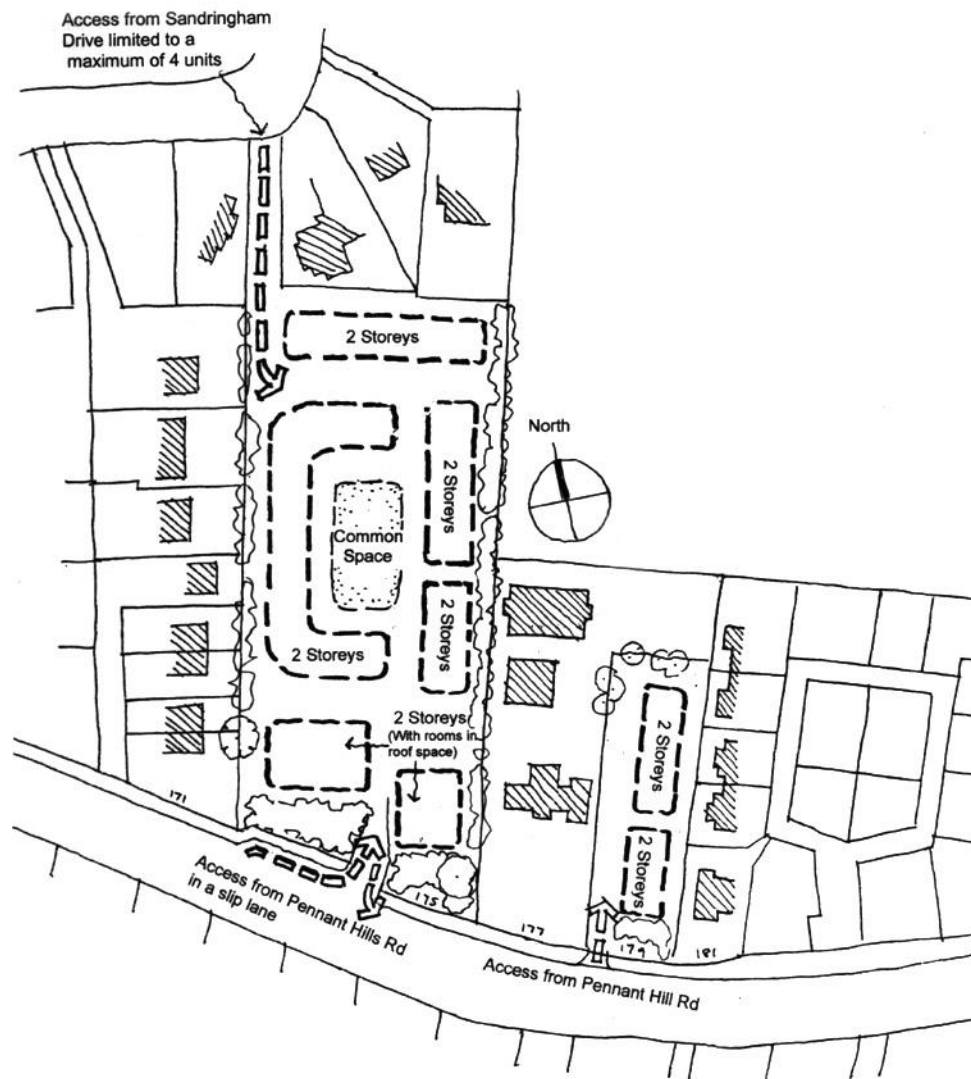 Access from Sandringham
Drive limited to a
maximum of 4 units
2 Storeys
North
2 Storeys
Common
Space
2 Storeys
2 Storeys
2 Storeys
(With rooms in
roof space)
2 Storeys
2 Storeys
171
Access from Pennant Hills Rd
in a slip lane
175
177
179
181
Access from Pennant Hill Rd